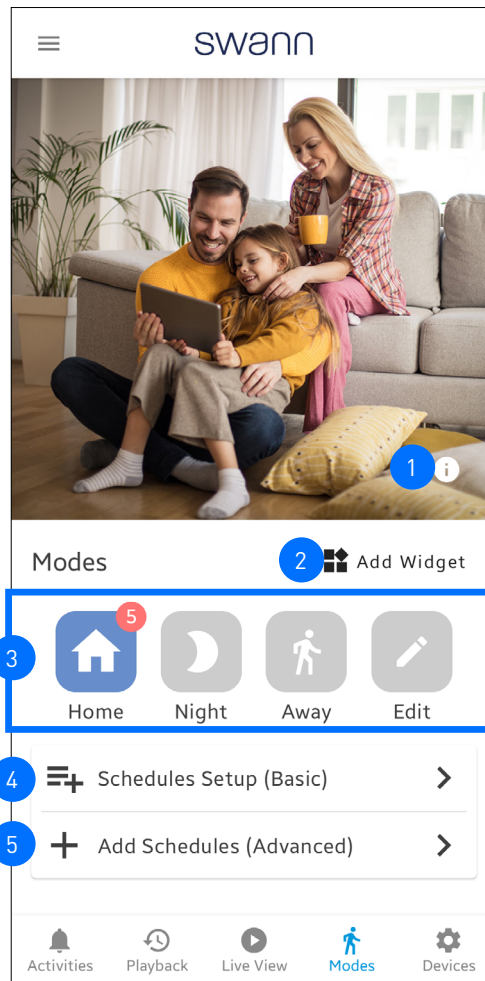 swann
1
Modes
2 Add Widget
3
5
Home Night Away Edit
4 Schedules Setup (Basic)
5 Add Schedules (Advanced)
Activities Playback Live View Modes Devices